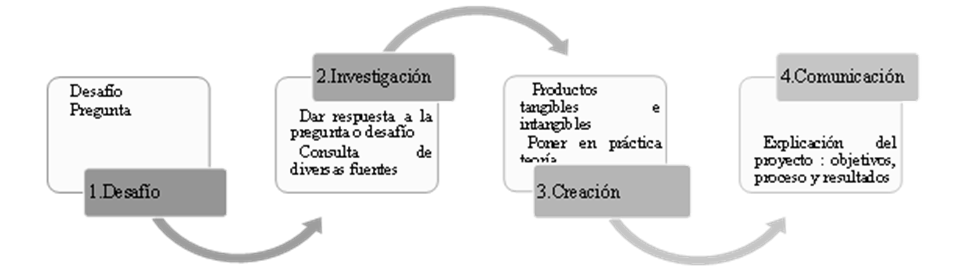 Desafío
Pregunta
1.Desafío
2.Investigación
Dar respuesta a la
pregunta o desafío
Consulta de
diversas fuentes
Productos
tangibles e
intangibles
Poner en práctica
teoría
3.Creación
4.Comunicación
Explicación del
proyecto : objetivos,
proceso y resultados